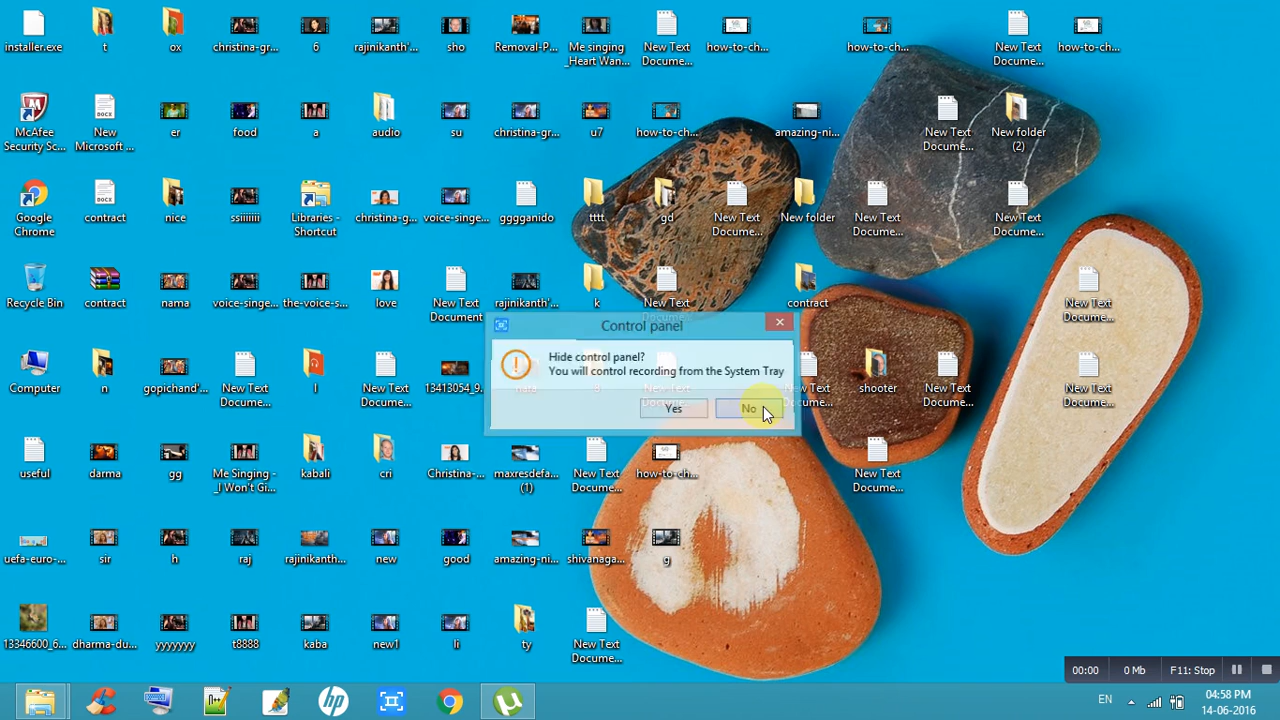 installer.exe
t
ox
christina-gr...
6
rajinikanth'...
sho
Removal-P...
Me singing
_Heart Wan...
New Text
Docume...
how-to-ch...
how-to-ch...
New Text
Docume...
how-to-ch...
McAfee
Security Sc...
New
Microsoft ...
er
food
a
audio
su
christina-gr...
u7
how-to-ch...
amazing-ni...
New Text
Docume...
New folder
(2)
Google
Chrome
contract
nice
ssiiiiiii
Libraries -
Shortcut
christina-g...
voice-singe...
gggganido
tttt
gd
New Text
Docume...
New folder
New Text
Docume...
New Text
Docume...
Recycle Bin
contract
nama
voice-singe...
the-voice-s...
love
New Text
Document
rajinikanth'...
k
New Text
contract
New Text
Docume...
Control panel
Hide control panel?
You will control recording from the System Tray
Yes
No
Computer
n
gopichand'...
New Text
Docume...
l
New Text
Docume...
13413054_9...
shooter
New Text
Docume...
New Text
Docume...
useful
darma
gg
Me Singing -
_I Won't Gi...
kabali
cri
Christina-...
maxresdefa...
(1)
New Text
Docume...
how-to-ch...
New Text
Docume...
uefa-euro-...
sir
h
raj
rajinikanth...
new
good
amazing-ni...
shivanaga...
g
13346600_6...
dharma-du...
yyyyyyy
t8888
kaba
new1
li
ty
New Text
Docume...
00:00
0 Mb
F11: Stop
EN
04:58 PM
14-06-2016